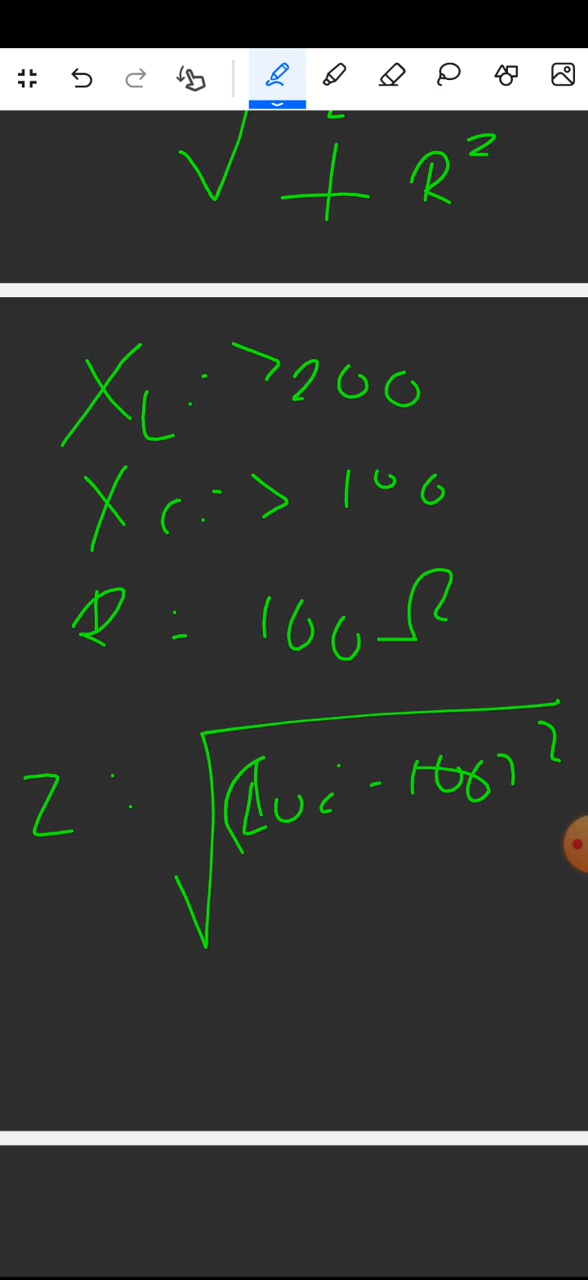 √ + R²
X_L :> 200
X_C :> 100
R = 100Ω
Z : √(200 - 100)²